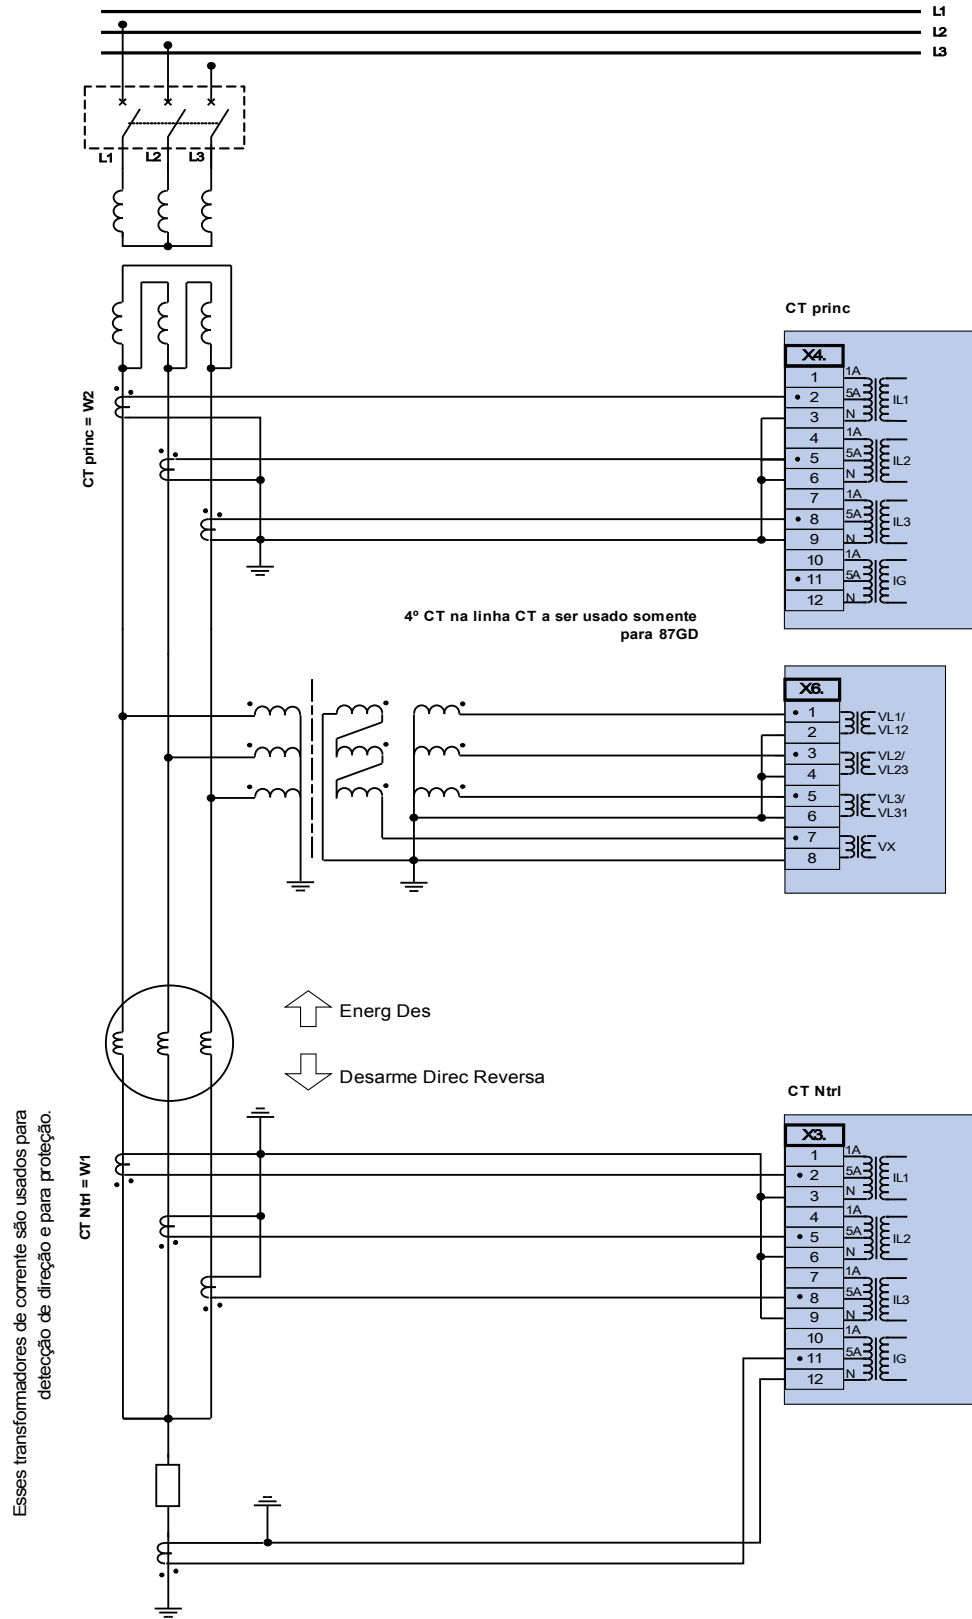 L1
L2
L3
L1 L2 L3
CT princ
CT princ = W2
X4.
1 1A
2 5A IL1
3 N
4 1A
5 5A IL2
6 N
7 1A
8 5A IL3
9 N
10 1A
11 5A IG
12 N
4º CT na linha CT a ser usado somente
para 87GD
X6.
1 VL1/
2 VL12
3 VL2/
4 VL23
5 VL3/
6 VL31
7 VX
8
Energ Des
Desarme Direc Reversa
CT Ntrl
Esses transformadores de corrente são usados para
detecção de direção e para proteção.
CT Ntrl = W1
X3.
1 1A
2 5A IL1
3 N
4 1A
5 5A IL2
6 N
7 1A
8 5A IL3
9 N
10 1A
11 5A IG
12 N